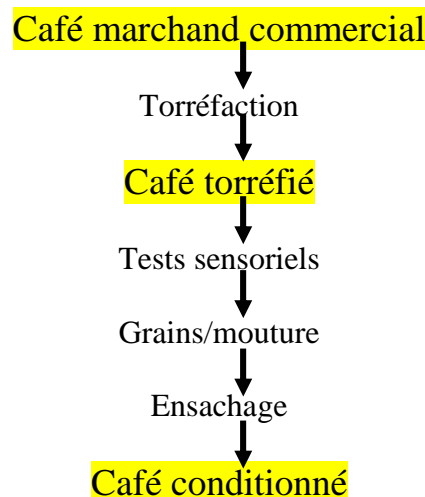 Café marchand commercial
Torréfaction
Café torréfié
Tests sensoriels
Grains/mouture
Ensachage
Café conditionné